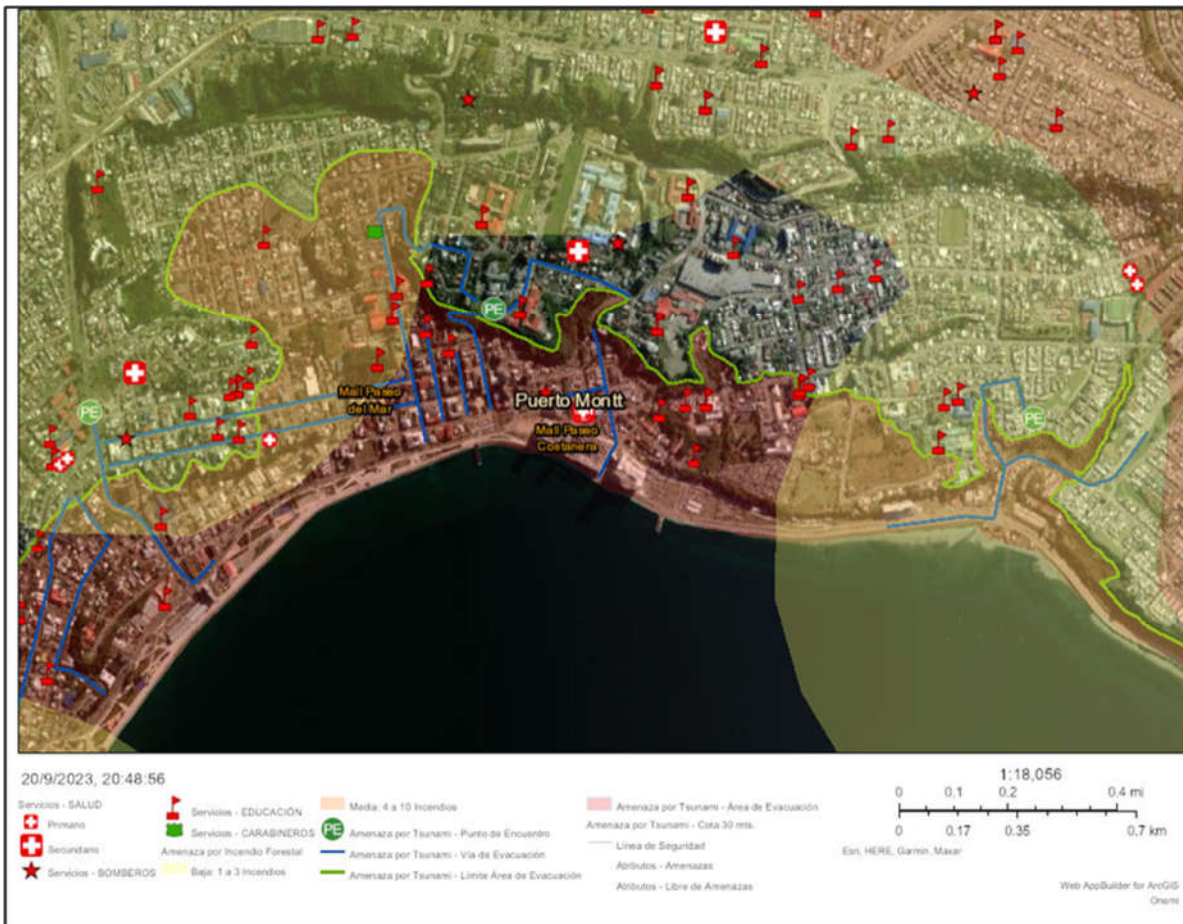 PE
Mall Paseo
del Mar
Puerto Montt
Mall Paseo
Costanera
PE
PE
20/9/2023, 20:48:56
Servicios - SALUD
Primario
Secundario
Servicios - BOMBEROS
Servicios - EDUCACIÓN
Servicios - CARABINEROS
Amenaza por Incendio Forestal
Baja: 1 a 3 Incendios
Media: 4 a 10 Incendios
PE
Amenaza por Tsunami - Punto de Encuentro
Amenaza por Tsunami - Vía de Evacuación
Amenaza por Tsunami - Límite Área de Evacuación
Amenaza por Tsunami - Área de Evacuación
Amenaza por Tsunami - Cota 30 mts.
Línea de Seguridad
Atributos - Amenazas
Atributos - Libre de Amenazas
1:18,056
0 0.1 0.2 0.4 mi
0 0.17 0.35 0.7 km
Esri, HERE, Garmin, Maxar
Web AppBuilder for ArcGIS
Onemi